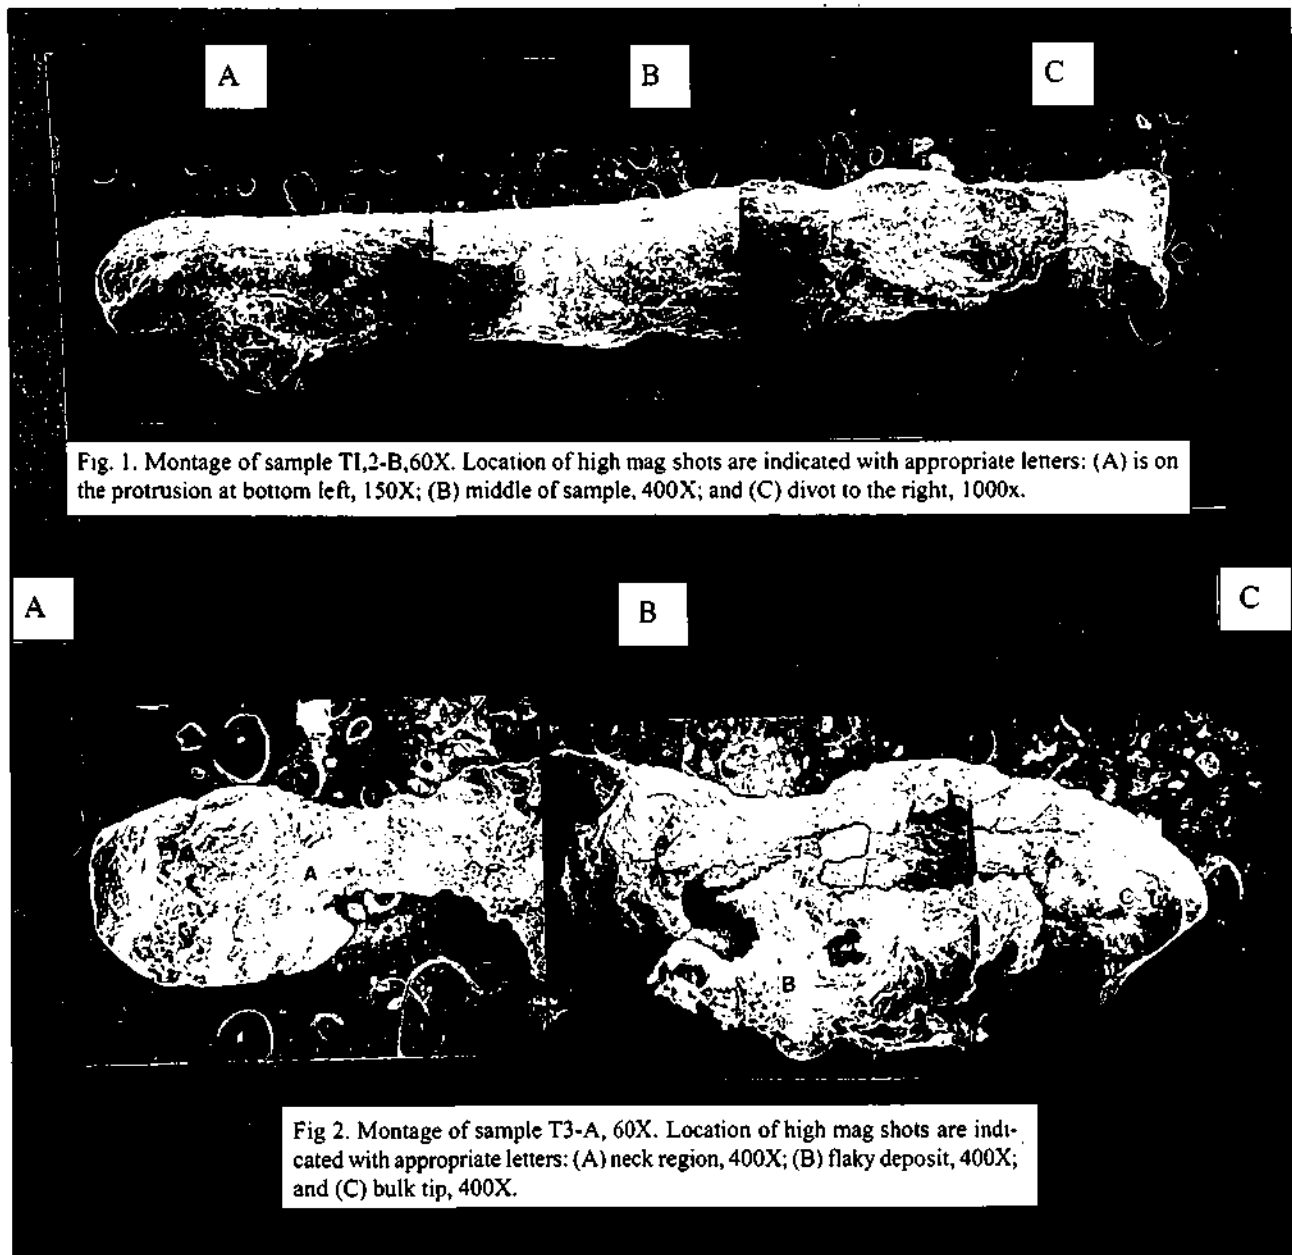 A B C
Fig. 1. Montage of sample T1,2-B,60X. Location of high mag shots are indicated with appropriate letters: (A) is on
the protrusion at bottom left, 150X; (B) middle of sample, 400X; and (C) divot to the right, 1000x.
A B C
A
B
C
Fig 2. Montage of sample T3-A, 60X. Location of high mag shots are indi-
cated with appropriate letters: (A) neck region, 400X; (B) flaky deposit, 400X;
and (C) bulk tip, 400X.